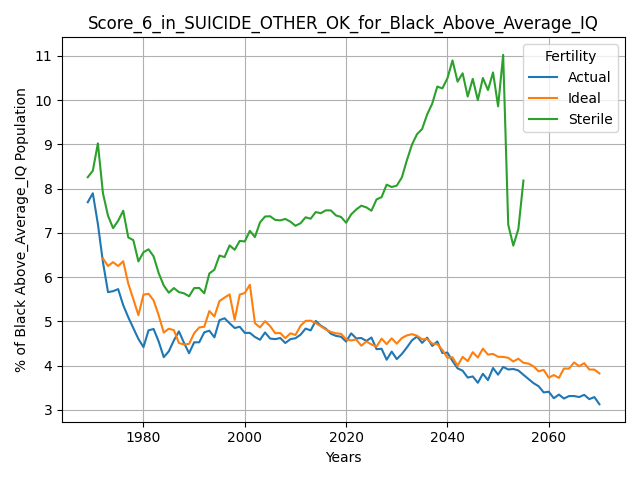 Score_6_in_SUICIDE_OTHER_OK_for_Black_Above_Average_IQ
% of Black Above_Average_IQ Population
11
10
9
8
7
6
5
4
3
Fertility
Actual
Ideal
Sterile
1980
2000
2020
2040
2060
Years